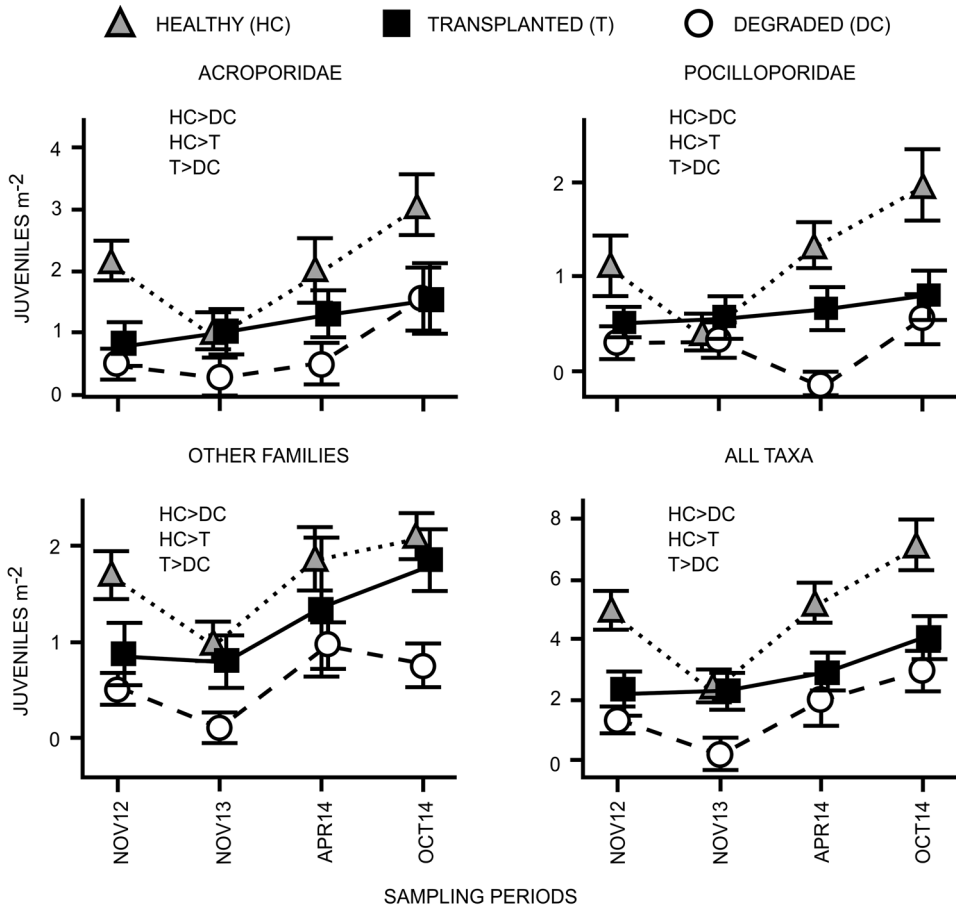 HEALTHY (HC) TRANSPLANTED (T) DEGRADED (DC)
ACROPORIDAE
HC>DC
HC>T
T>DC
JUVENILES m-2
4
3
2
1
0
POCILLOPORIDAE
HC>DC
HC>T
T>DC
2
1
0
OTHER FAMILIES
HC>DC
HC>T
T>DC
JUVENILES m-2
2
1
0
NOV12
NOV13
APR14
OCT14
ALL TAXA
HC>DC
HC>T
T>DC
8
6
4
2
0
NOV12
NOV13
APR14
OCT14
SAMPLING PERIODS